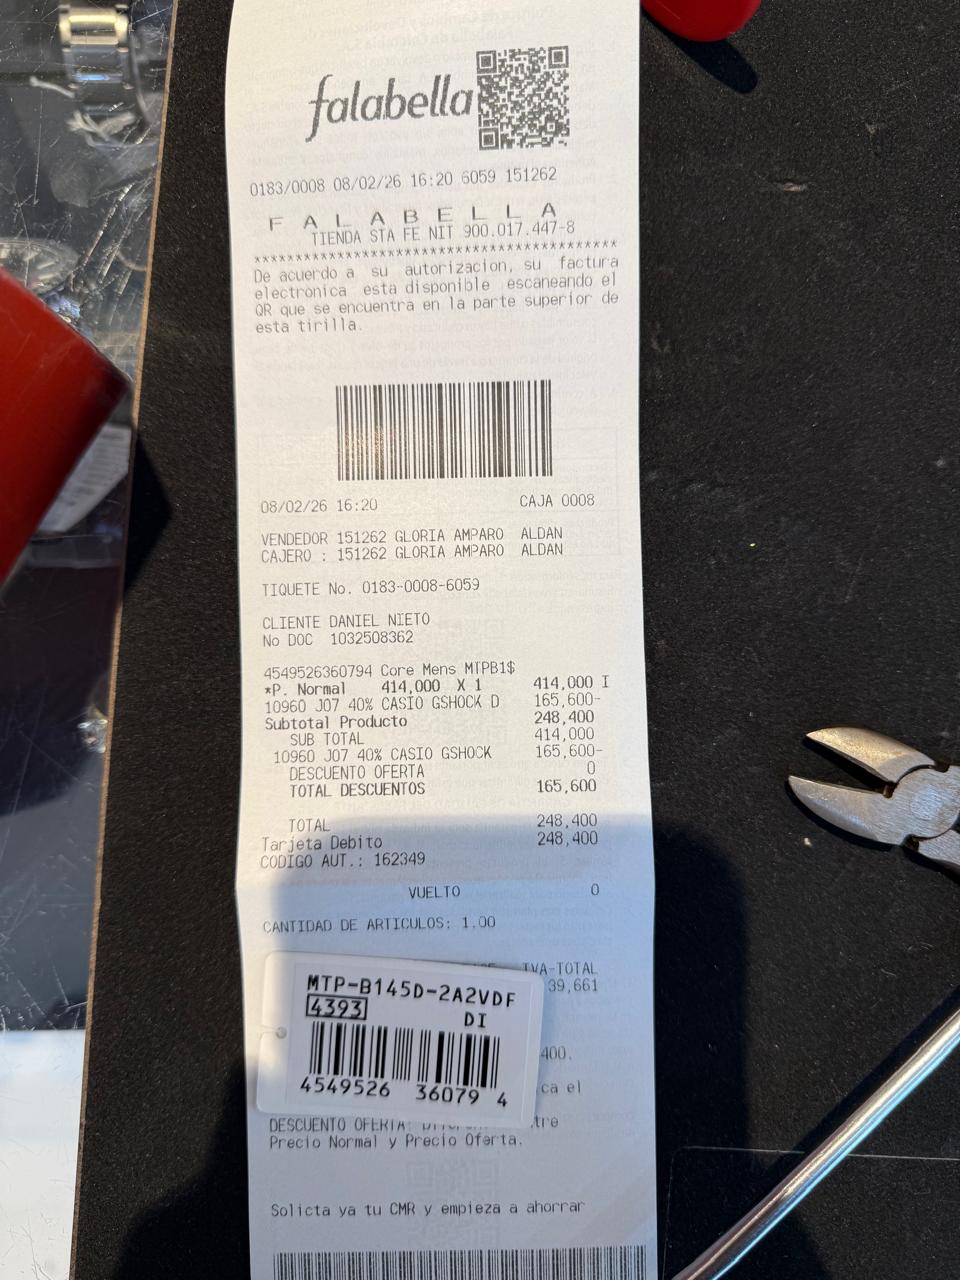 falabella
0183/0008 08/02/26 16:20 6059 151262
F A L A B E L L A
TIENDA STA FE NIT 900.017.447-8
********************************************
De acuerdo a su autorizacion, su factura
electronica esta disponible escaneando el
QR que se encuentra en la parte superior de
esta tirilla.
08/02/26 16:20 CAJA 0008
VENDEDOR 151262 GLORIA AMPARO ALDAN
CAJERO : 151262 GLORIA AMPARO ALDAN
TIQUETE No. 0183-0008-6059
CLIENTE DANIEL NIETO
No DOC 1032508362
4549526360794 Core Mens MTPB1$
*P. Normal 414,000 X 1 414,000 I
10960 J07 40% CASIO GSHOCK D 165,600-
Subtotal Producto 248,400
SUB TOTAL 414,000
10960 J07 40% CASIO GSHOCK 165,600-
DESCUENTO OFERTA 0
TOTAL DESCUENTOS 165,600
TOTAL 248,400
Tarjeta Debito 248,400
CODIGO AUT.: 162349
VUELTO 0
CANTIDAD DE ARTICULOS: 1.00
IVA-TOTAL
39,661
MTP-B145D-2A2VDF
4393 DI
4549526 36079 4
400.
ca el
DESCUENTO OFERTA:
Precio Normal y Precio Oferta.
Solicta ya tu CMR y empieza a ahorrar